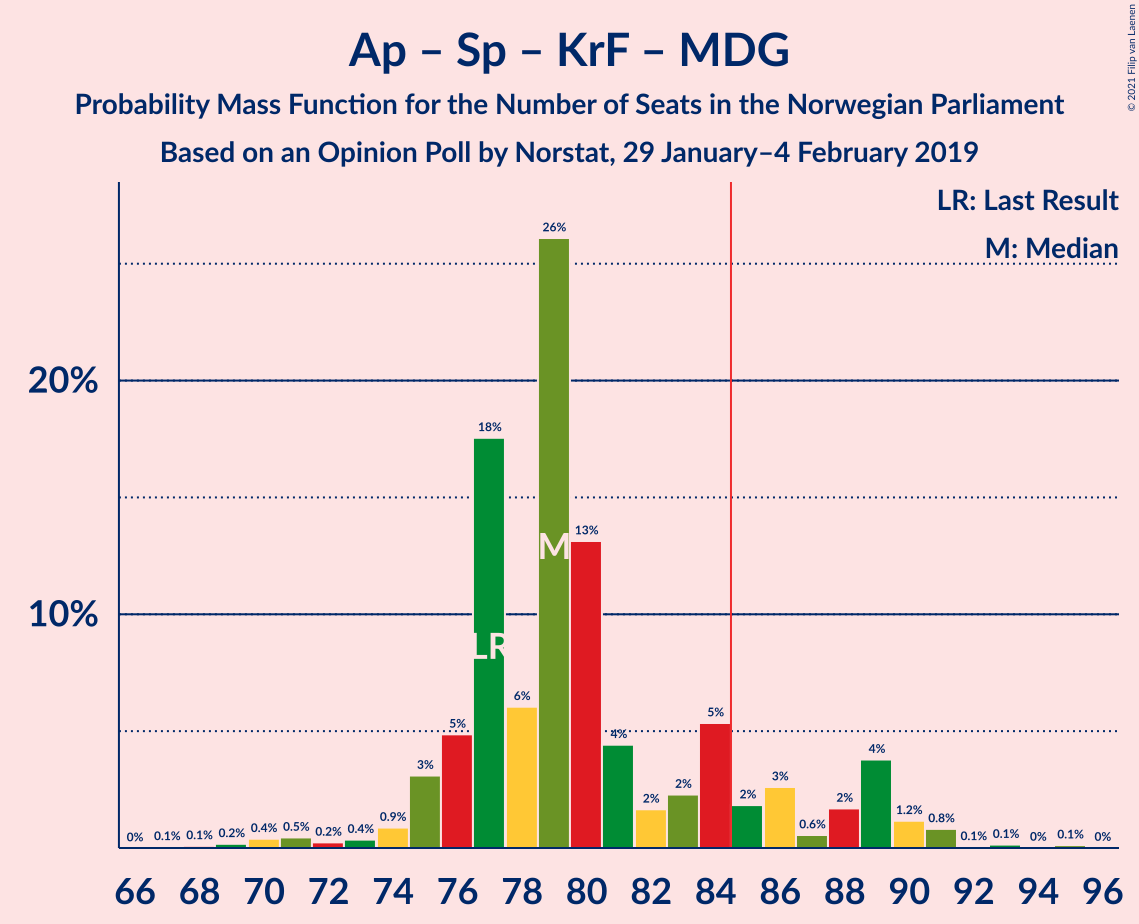 Ap – Sp – KrF – MDG
Probability Mass Function for the Number of Seats in the Norwegian Parliament
Based on an Opinion Poll by Norstat, 29 January–4 February 2019
© 2021 Filip van Laenen
LR: Last Result
M: Median
20%
10%
0% 0.1% 0.1% 0.2% 0.4% 0.5% 0.2% 0.4% 0.9% 3% 5% 18% 6% 26% 13% 4% 2% 2% 5% 2% 3% 0.6% 2% 4% 1.2% 0.8% 0.1% 0.1% 0% 0.1% 0%
LR
M
66 68 70 72 74 76 78 80 82 84 86 88 90 92 94 96